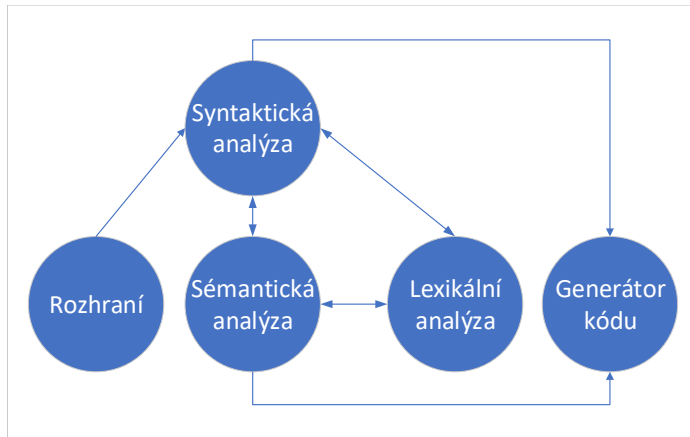 Syntaktická
analýza
Rozhraní
Sémantická
analýza
Lexikální
analýza
Generátor
kódu